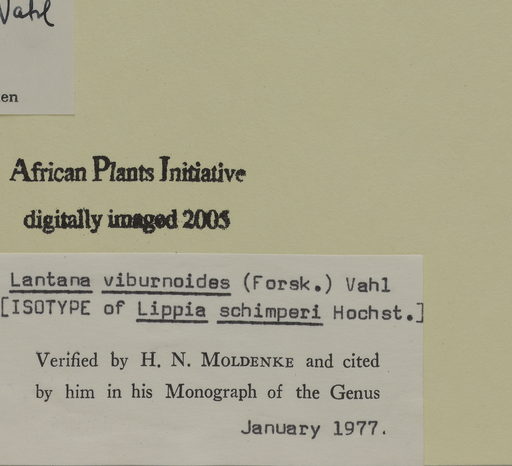 Vahl
en
African Plants Initiative
digitally imaged 2005
Lantana viburnoides (Forsk.) Vahl
[ISOTYPE of Lippia schimperi Hochst.]
Verified by H. N. MOLDENKE and cited
by him in his Monograph of the Genus
January 1977.